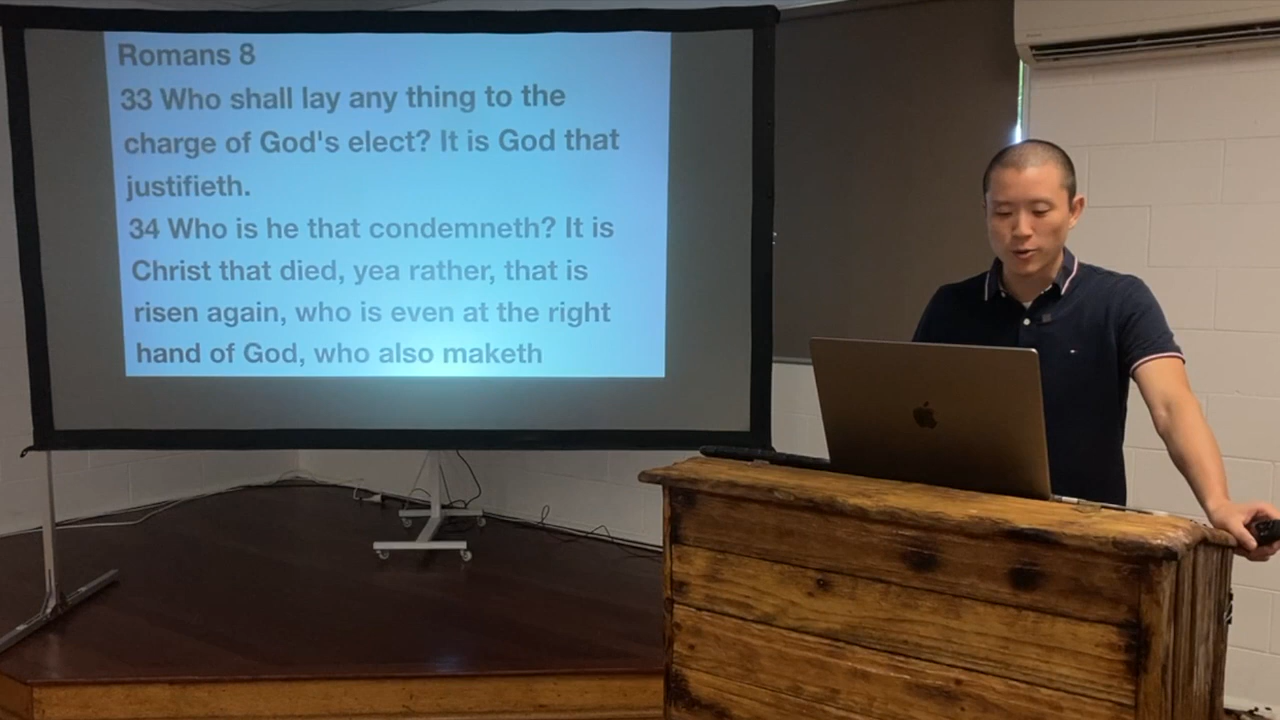 Romans 8
33 Who shall lay any thing to the
charge of God's elect? It is God that
justifieth.
34 Who is he that condemneth? It is
Christ that died, yea rather, that is
risen again, who is even at the right
hand of God, who also maketh